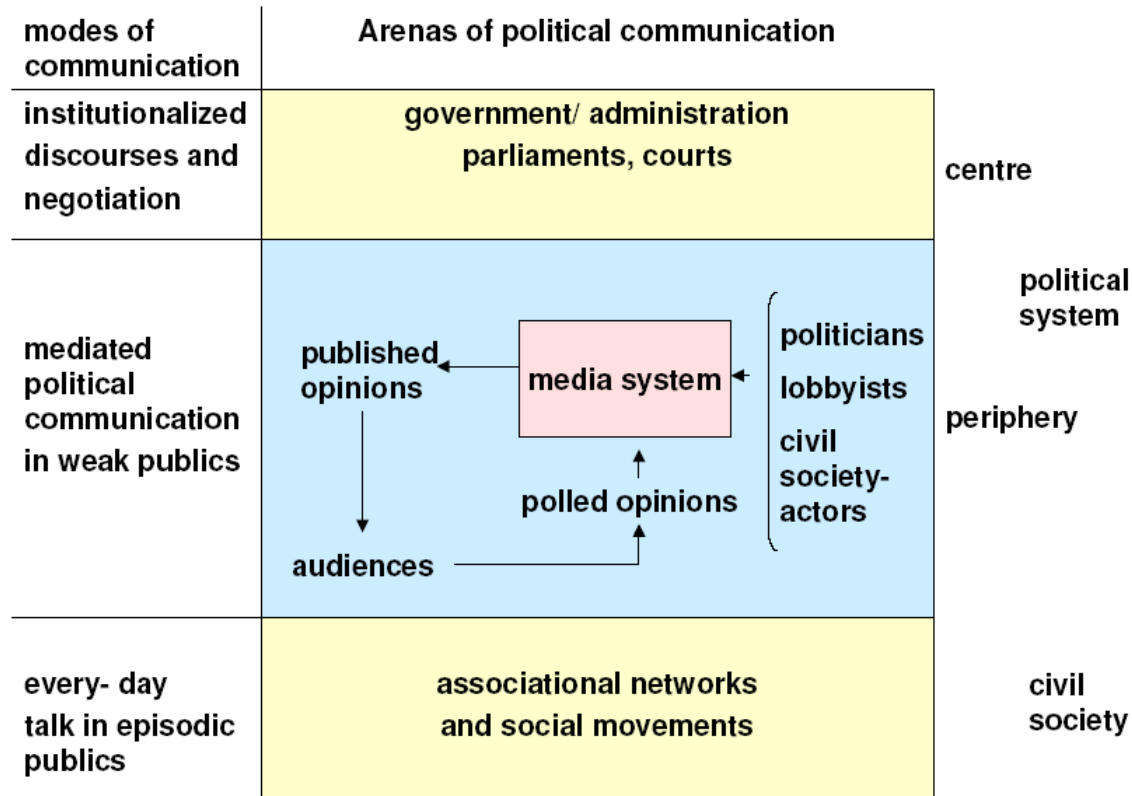 modes of
communication
Arenas of political communication
institutionalized
discourses and
negotiation
government/ administration
parliaments, courts
centre
political
system
mediated
political
communication
in weak publics
published
opinions
media system
politicians
lobbyists
civil
society-
actors
polled opinions
audiences
periphery
every- day
talk in episodic
publics
associational networks
and social movements
civil
society